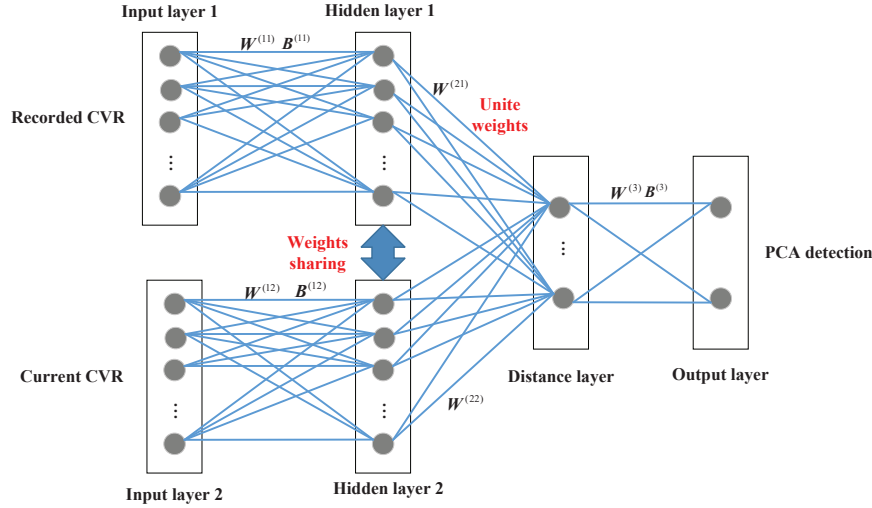 Input layer 1
Hidden layer 1
W(11) B(11)
W(21)
Unite
weights
Recorded CVR
...
...
W(3) B(3)
...
Weights
sharing
PCA detection
W(12) B(12)
Current CVR
Distance layer
Output layer
W(22)
...
...
Input layer 2
Hidden layer 2